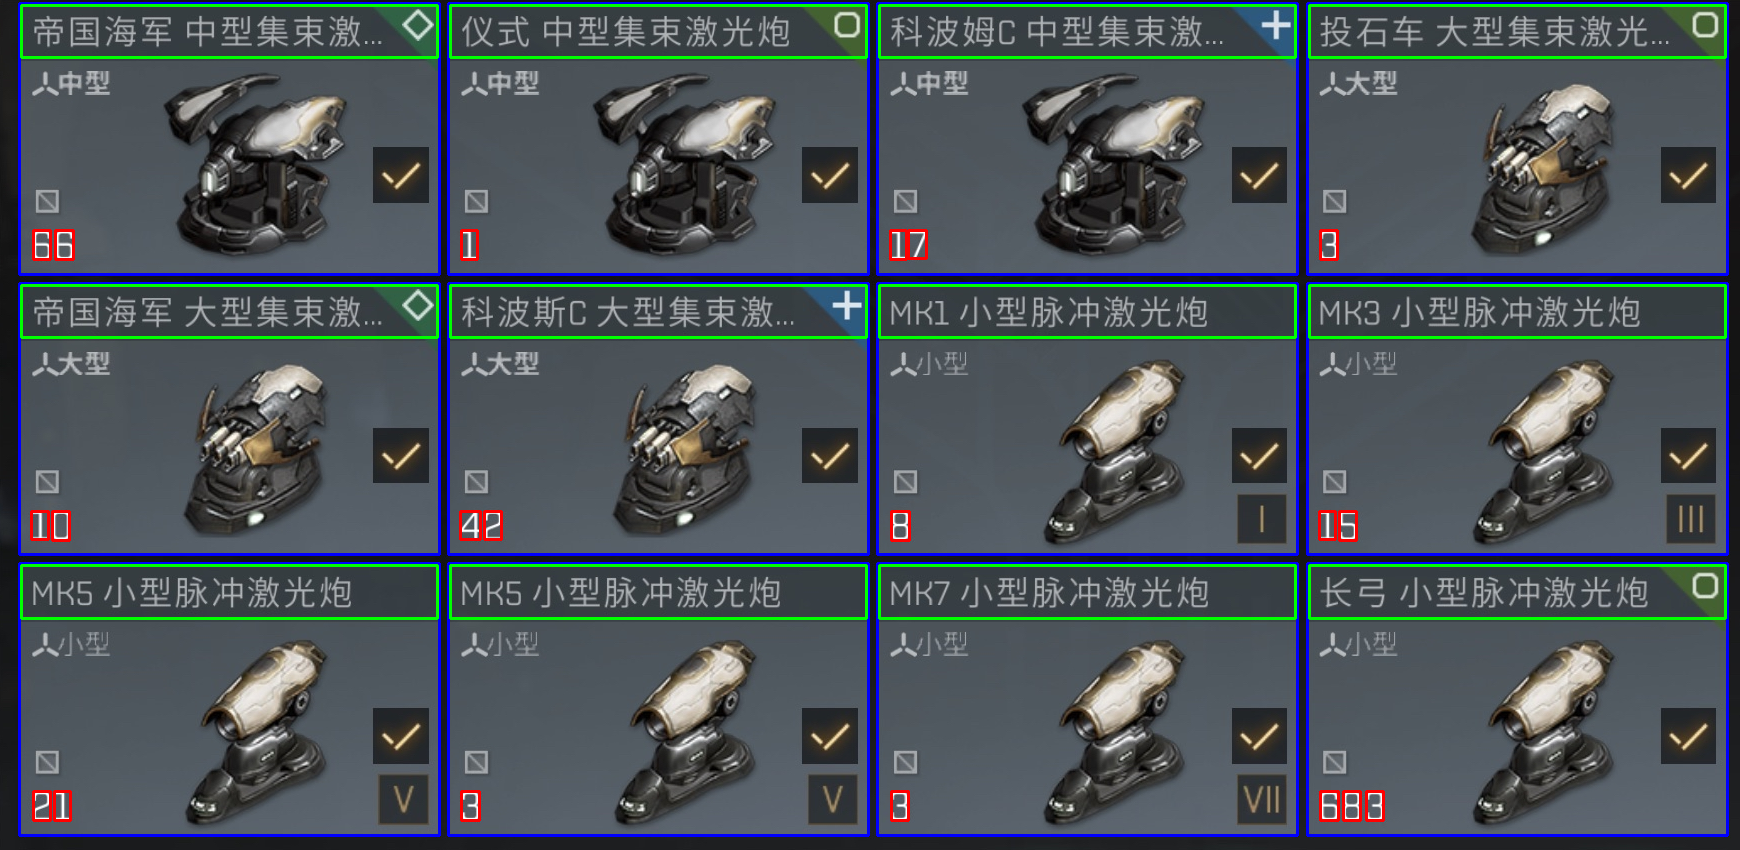 帝国海军 中型集束激...
中型
66
仪式 中型集束激光炮
中型
1
科波姆C 中型集束激...
中型
17
投石车 大型集束激光...
大型
3
帝国海军 大型集束激...
大型
10
科波斯C 大型集束激...
大型
42
MK1 小型脉冲激光炮
小型
8
I
MK3 小型脉冲激光炮
小型
15
III
MK5 小型脉冲激光炮
小型
21
V
MK5 小型脉冲激光炮
小型
3
V
MK7 小型脉冲激光炮
小型
3
VII
长弓 小型脉冲激光炮
小型
683